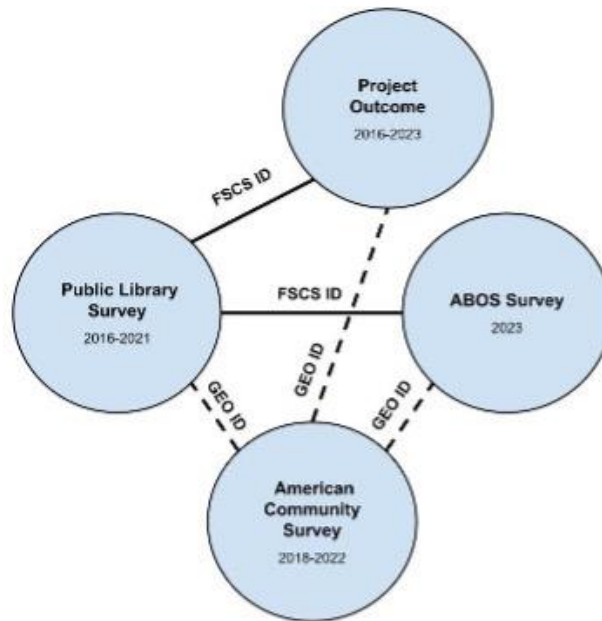 Project
Outcome
2016-2023
FSCS ID
Public Library
Survey
2016-2021
FSCS ID
ABOS Survey
2023
GEO ID
GEO ID
GEO ID
American
Community
Survey
2018-2022